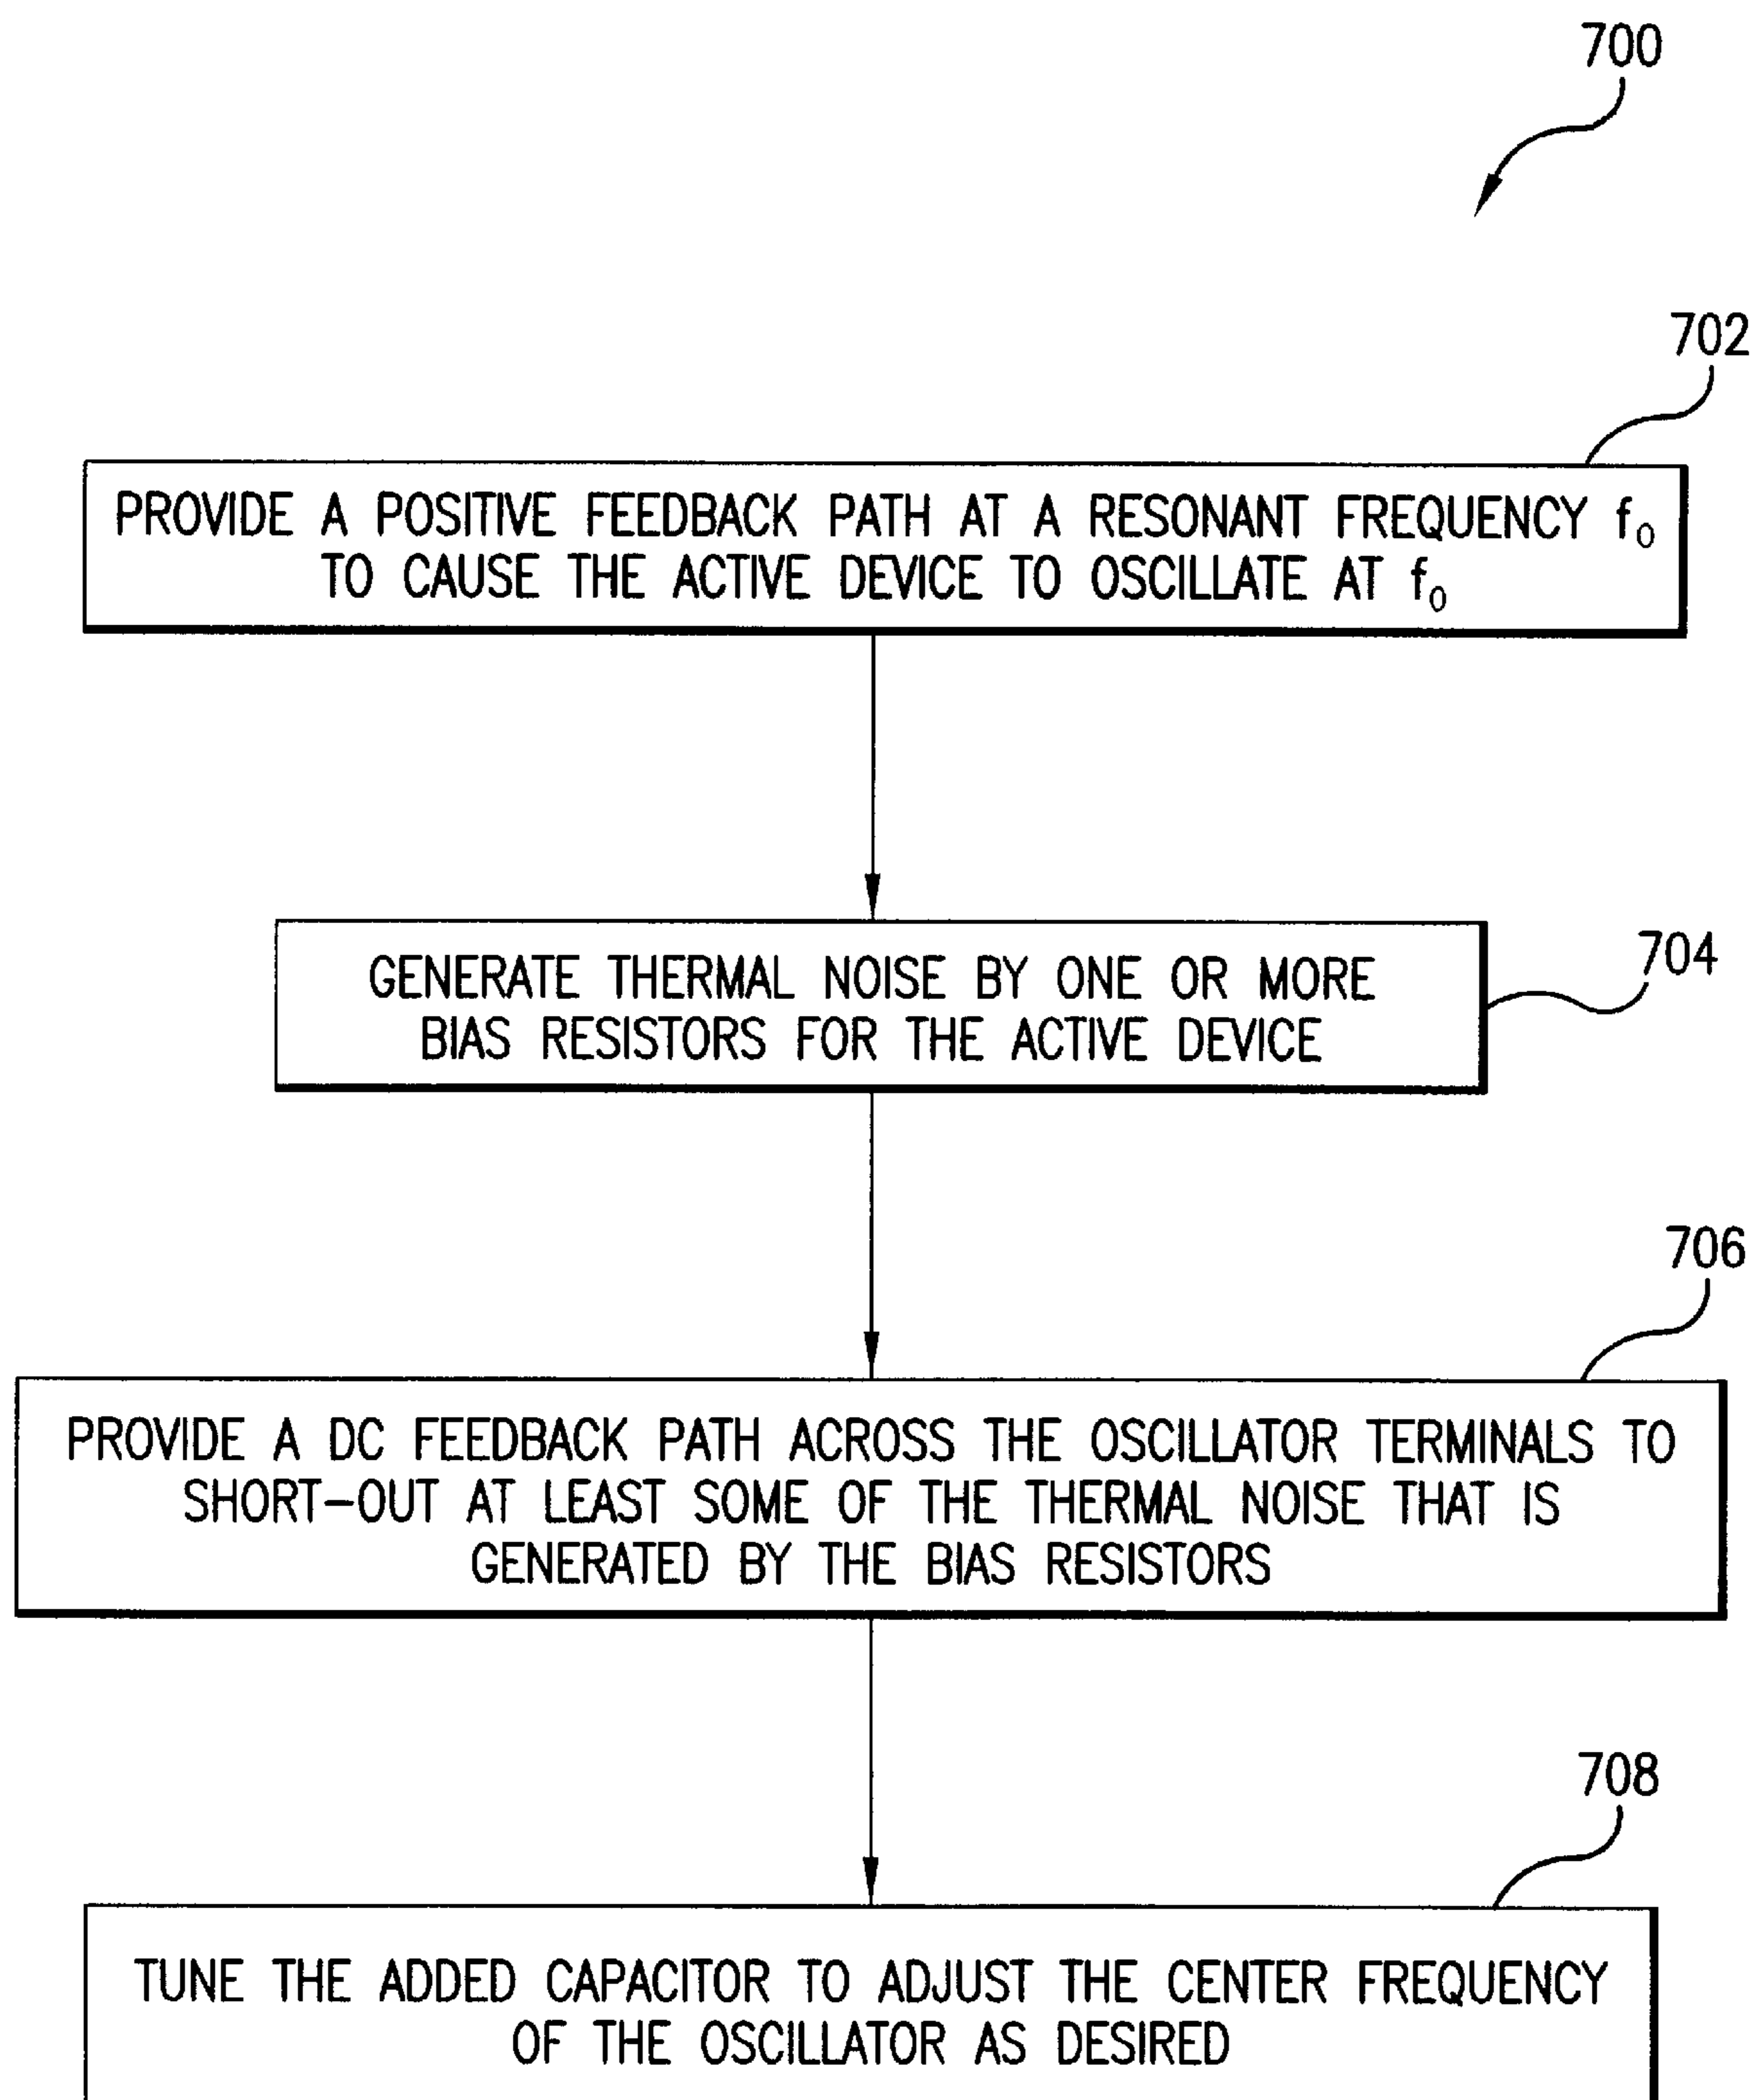 700
702
PROVIDE A POSITIVE FEEDBACK PATH AT A RESONANT FREQUENCY f₀
TO CAUSE THE ACTIVE DEVICE TO OSCILLATE AT f₀
704
GENERATE THERMAL NOISE BY ONE OR MORE
BIAS RESISTORS FOR THE ACTIVE DEVICE
706
PROVIDE A DC FEEDBACK PATH ACROSS THE OSCILLATOR TERMINALS TO
SHORT-OUT AT LEAST SOME OF THE THERMAL NOISE THAT IS
GENERATED BY THE BIAS RESISTORS
708
TUNE THE ADDED CAPACITOR TO ADJUST THE CENTER FREQUENCY
OF THE OSCILLATOR AS DESIRED